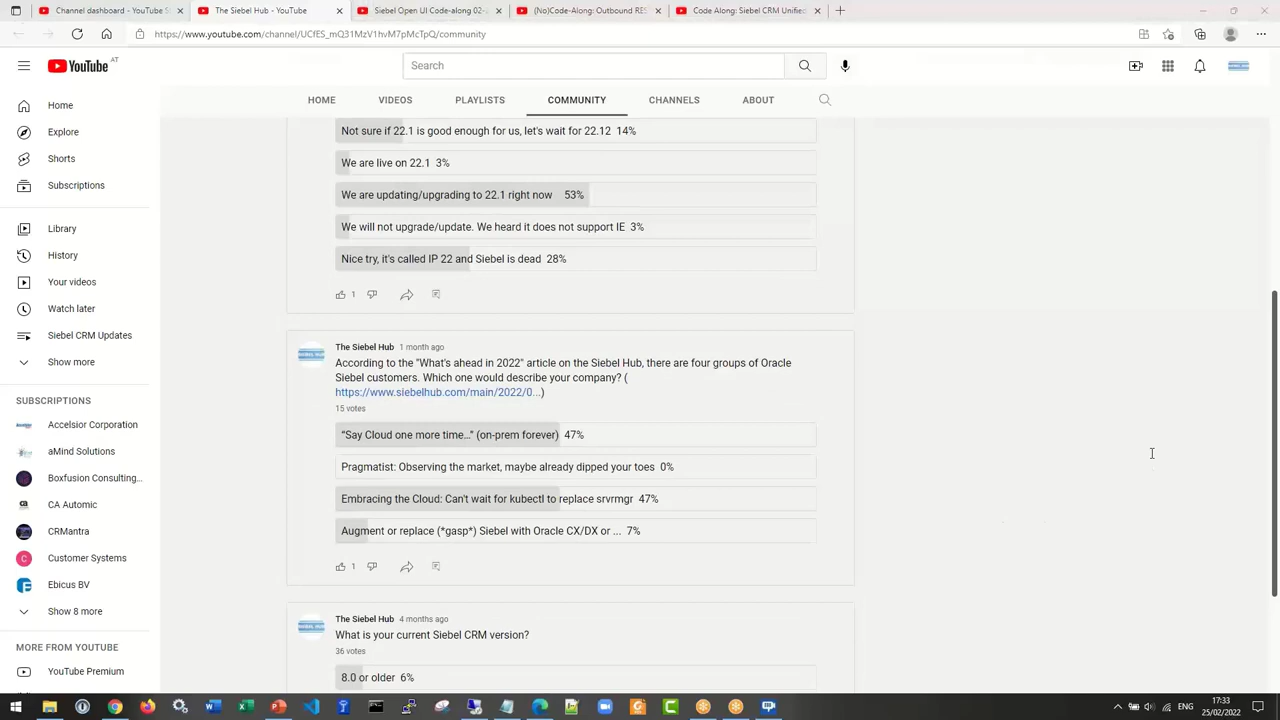 Channel dashboard - YouTube St
The Siebel Hub - YouTube
Siebel Open UI Code-along 02-
(No)Code-Along: Outbound RES
Code Along: Siebel CRM Unified
https://www.youtube.com/channel/UCfES_mQ31MzV1hvM7pMcTpQ/community
YouTube AT
Search
HOME VIDEOS PLAYLISTS COMMUNITY CHANNELS ABOUT
Home
Explore
Shorts
Subscriptions
Library
History
Your videos
Watch later
Siebel CRM Updates
Show more
SUBSCRIPTIONS
Accelsior Corporation
aMind Solutions
Boxfusion Consulting...
CA Automic
CRMantra
Customer Systems
Ebicus BV
Show 8 more
MORE FROM YOUTUBE
YouTube Premium
Not sure if 22.1 is good enough for us, let's wait for 22.12 14%
We are live on 22.1 3%
We are updating/upgrading to 22.1 right now 53%
We will not upgrade/update. We heard it does not support IE 3%
Nice try, it's called IP 22 and Siebel is dead 28%
1
The Siebel Hub 1 month ago
According to the "What's ahead in 2022" article on the Siebel Hub, there are four groups of Oracle
Siebel customers. Which one would describe your company? (
https://www.siebelhub.com/main/2022/0...)
15 votes
“Say Cloud one more time…” (on-prem forever) 47%
Pragmatist: Observing the market, maybe already dipped your toes 0%
Embracing the Cloud: Can't wait for kubectl to replace srvrmgr 47%
Augment or replace (*gasp*) Siebel with Oracle CX/DX or ... 7%
1
The Siebel Hub 4 months ago
What is your current Siebel CRM version?
36 votes
8.0 or older 6%
ENG
17:33
25/02/2022